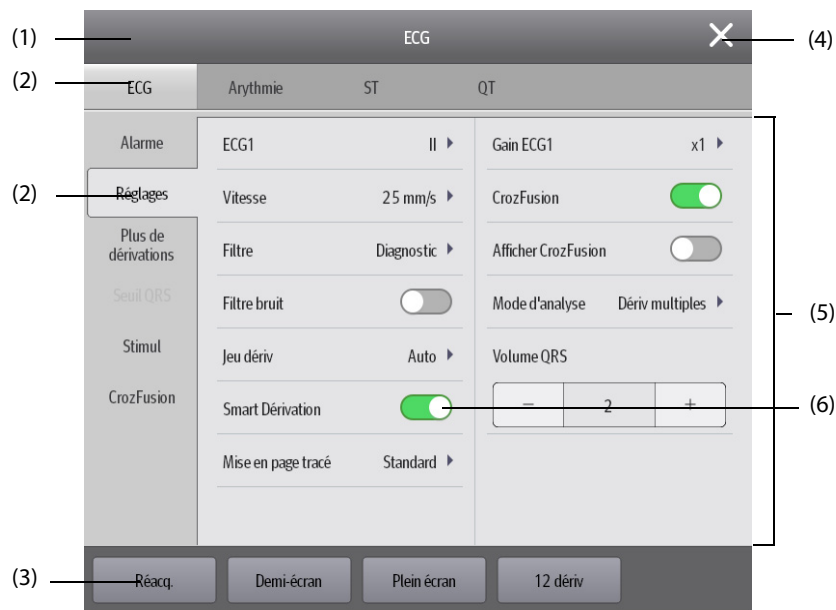 (1) ECG (4)
(2) ECG Arythmie ST QT
Alarme ECG1 II Gain ECG1 x1
(2) Réglages Vitesse 25 mm/s CrozFusion
Plus de
dérivations Filtre Diagnostic Afficher CrozFusion
Seuil QRS Filtre bruit Mode d'analyse Dériv multiples (5)
Stimul Jeu dériv Auto Volume QRS
CrozFusion Smart Dérivation − 2 + (6)
Mise en page tracé Standard
(3) Réacq. Demi-écran Plein écran 12 dériv